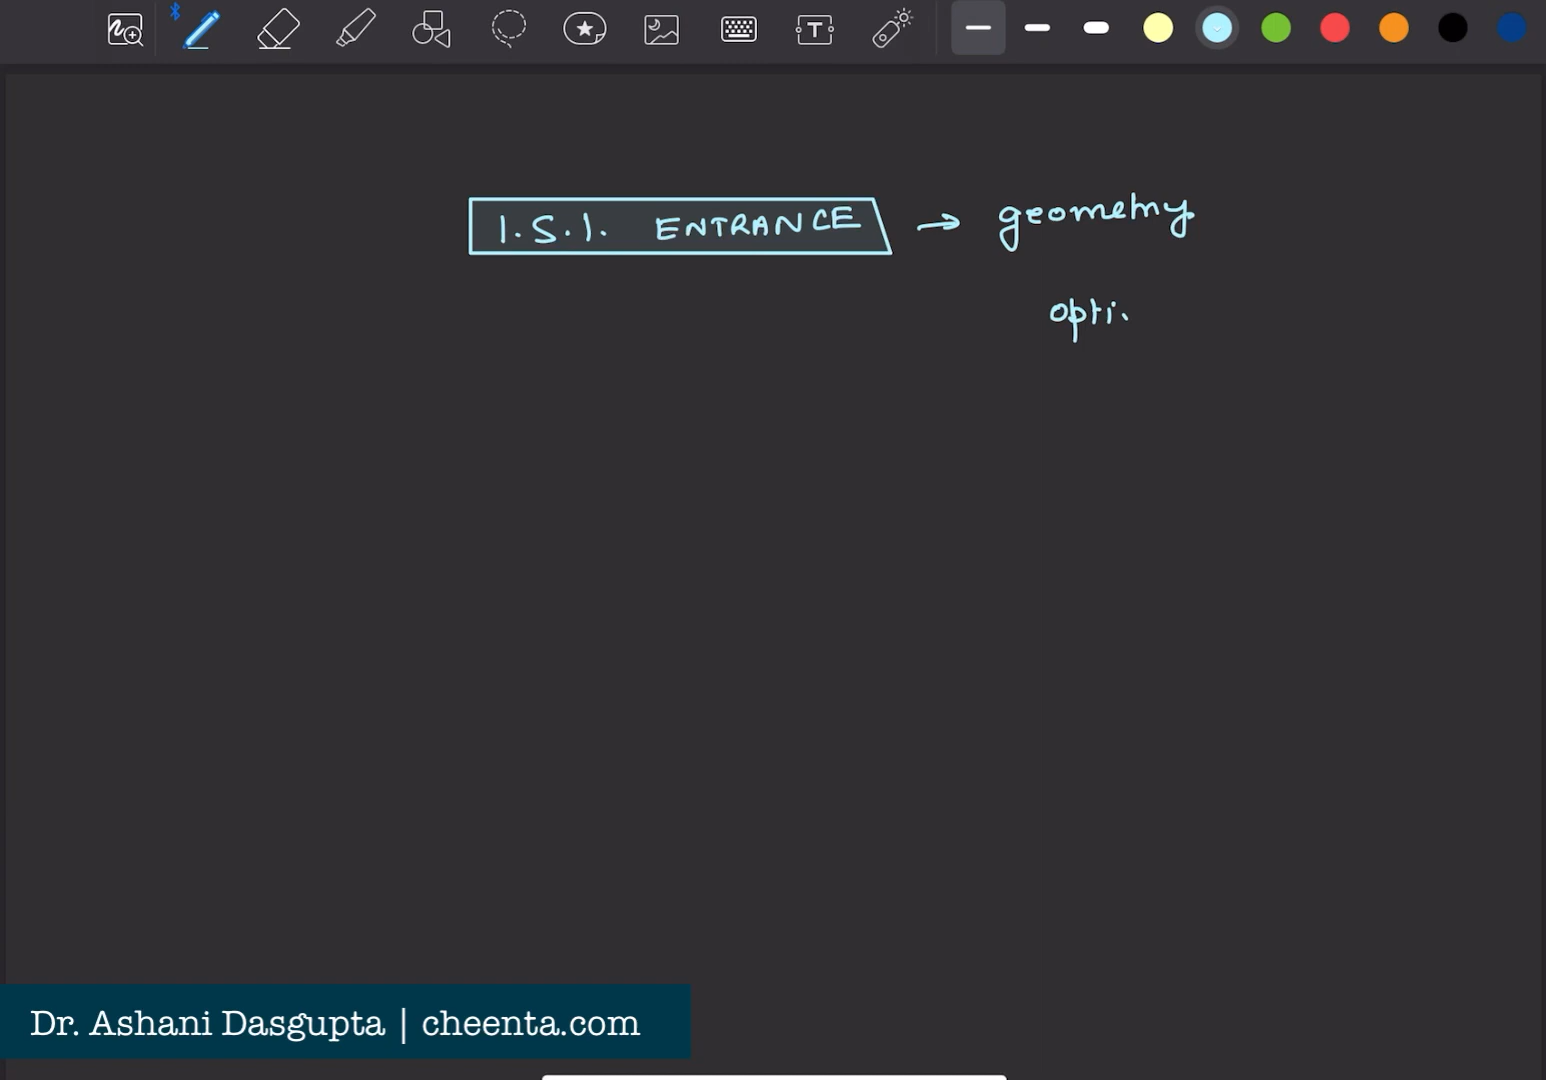 I.S.I. ENTRANCE → geometry
opti.
Dr. Ashani Dasgupta | cheenta.com